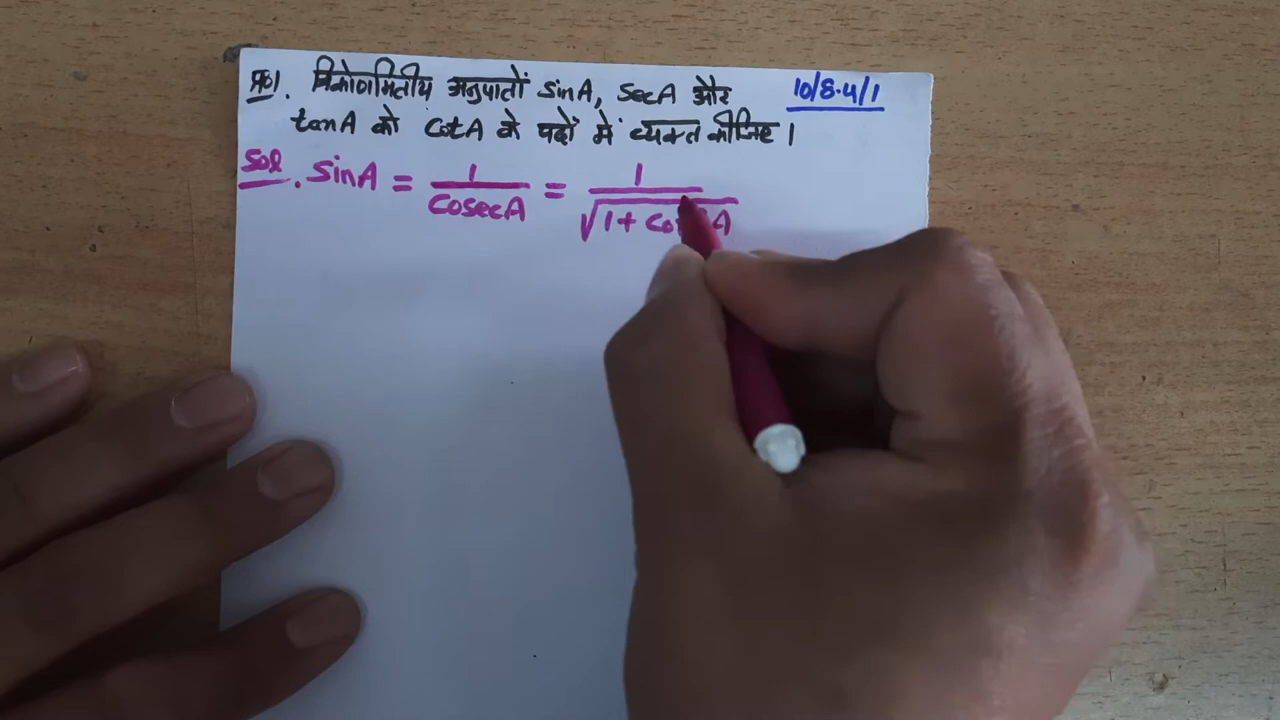 प्र01. त्रिकोणमितीय अनुपातों sinA, secA और 10/8.4/1
tanA को cotA के पदों में व्यक्त कीजिए।
Sol. sinA = 1/cosecA = 1/√1+cot²A